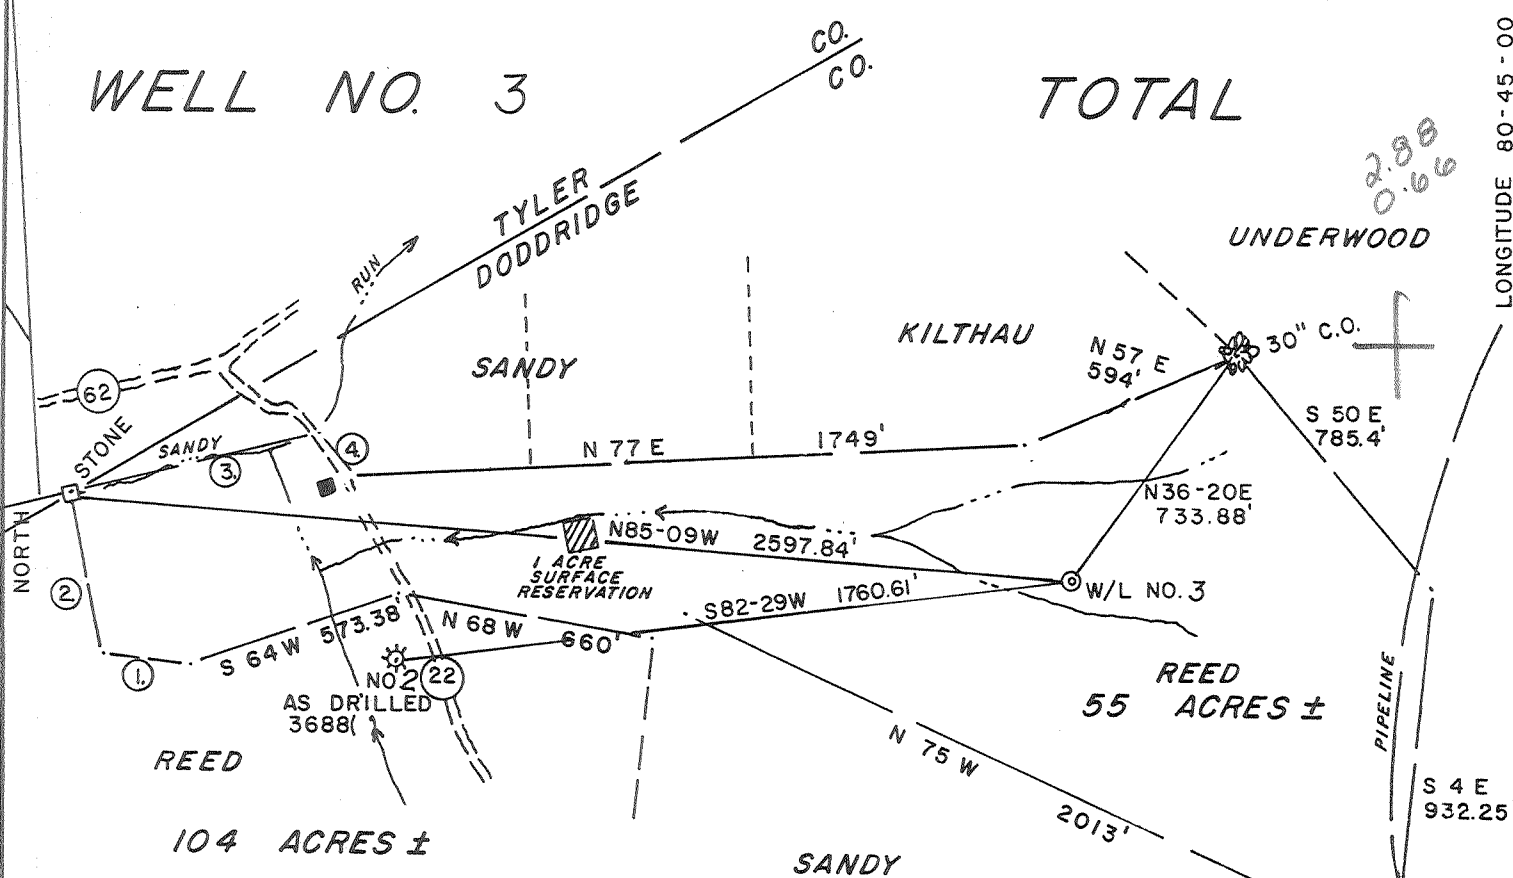 WELL NO. 3
CO.
CO.
TOTAL
LONGITUDE 80-45-00
2.88
0.66
TYLER
DODDRIDGE
UNDERWOOD
RUN
KILTHAU
30" C.O.
N 57 E
594'
SANDY
62
STONE
SANDY
3.
4.
N 77 E 1749'
S 50 E
785.4'
N36-20E
733.88'
NORTH
N85-09W 2597.84'
1 ACRE
SURFACE
RESERVATION
2.
W/L NO. 3
S82-29W 1760.61'
S 64 W 573.38'
N 68 W 660'
1.
NO.2
22
AS DRILLED
3688(
REED
55 ACRES ±
PIPELINE
N 75 W 2013'
REED
104 ACRES ±
S 4 E
932.25
SANDY